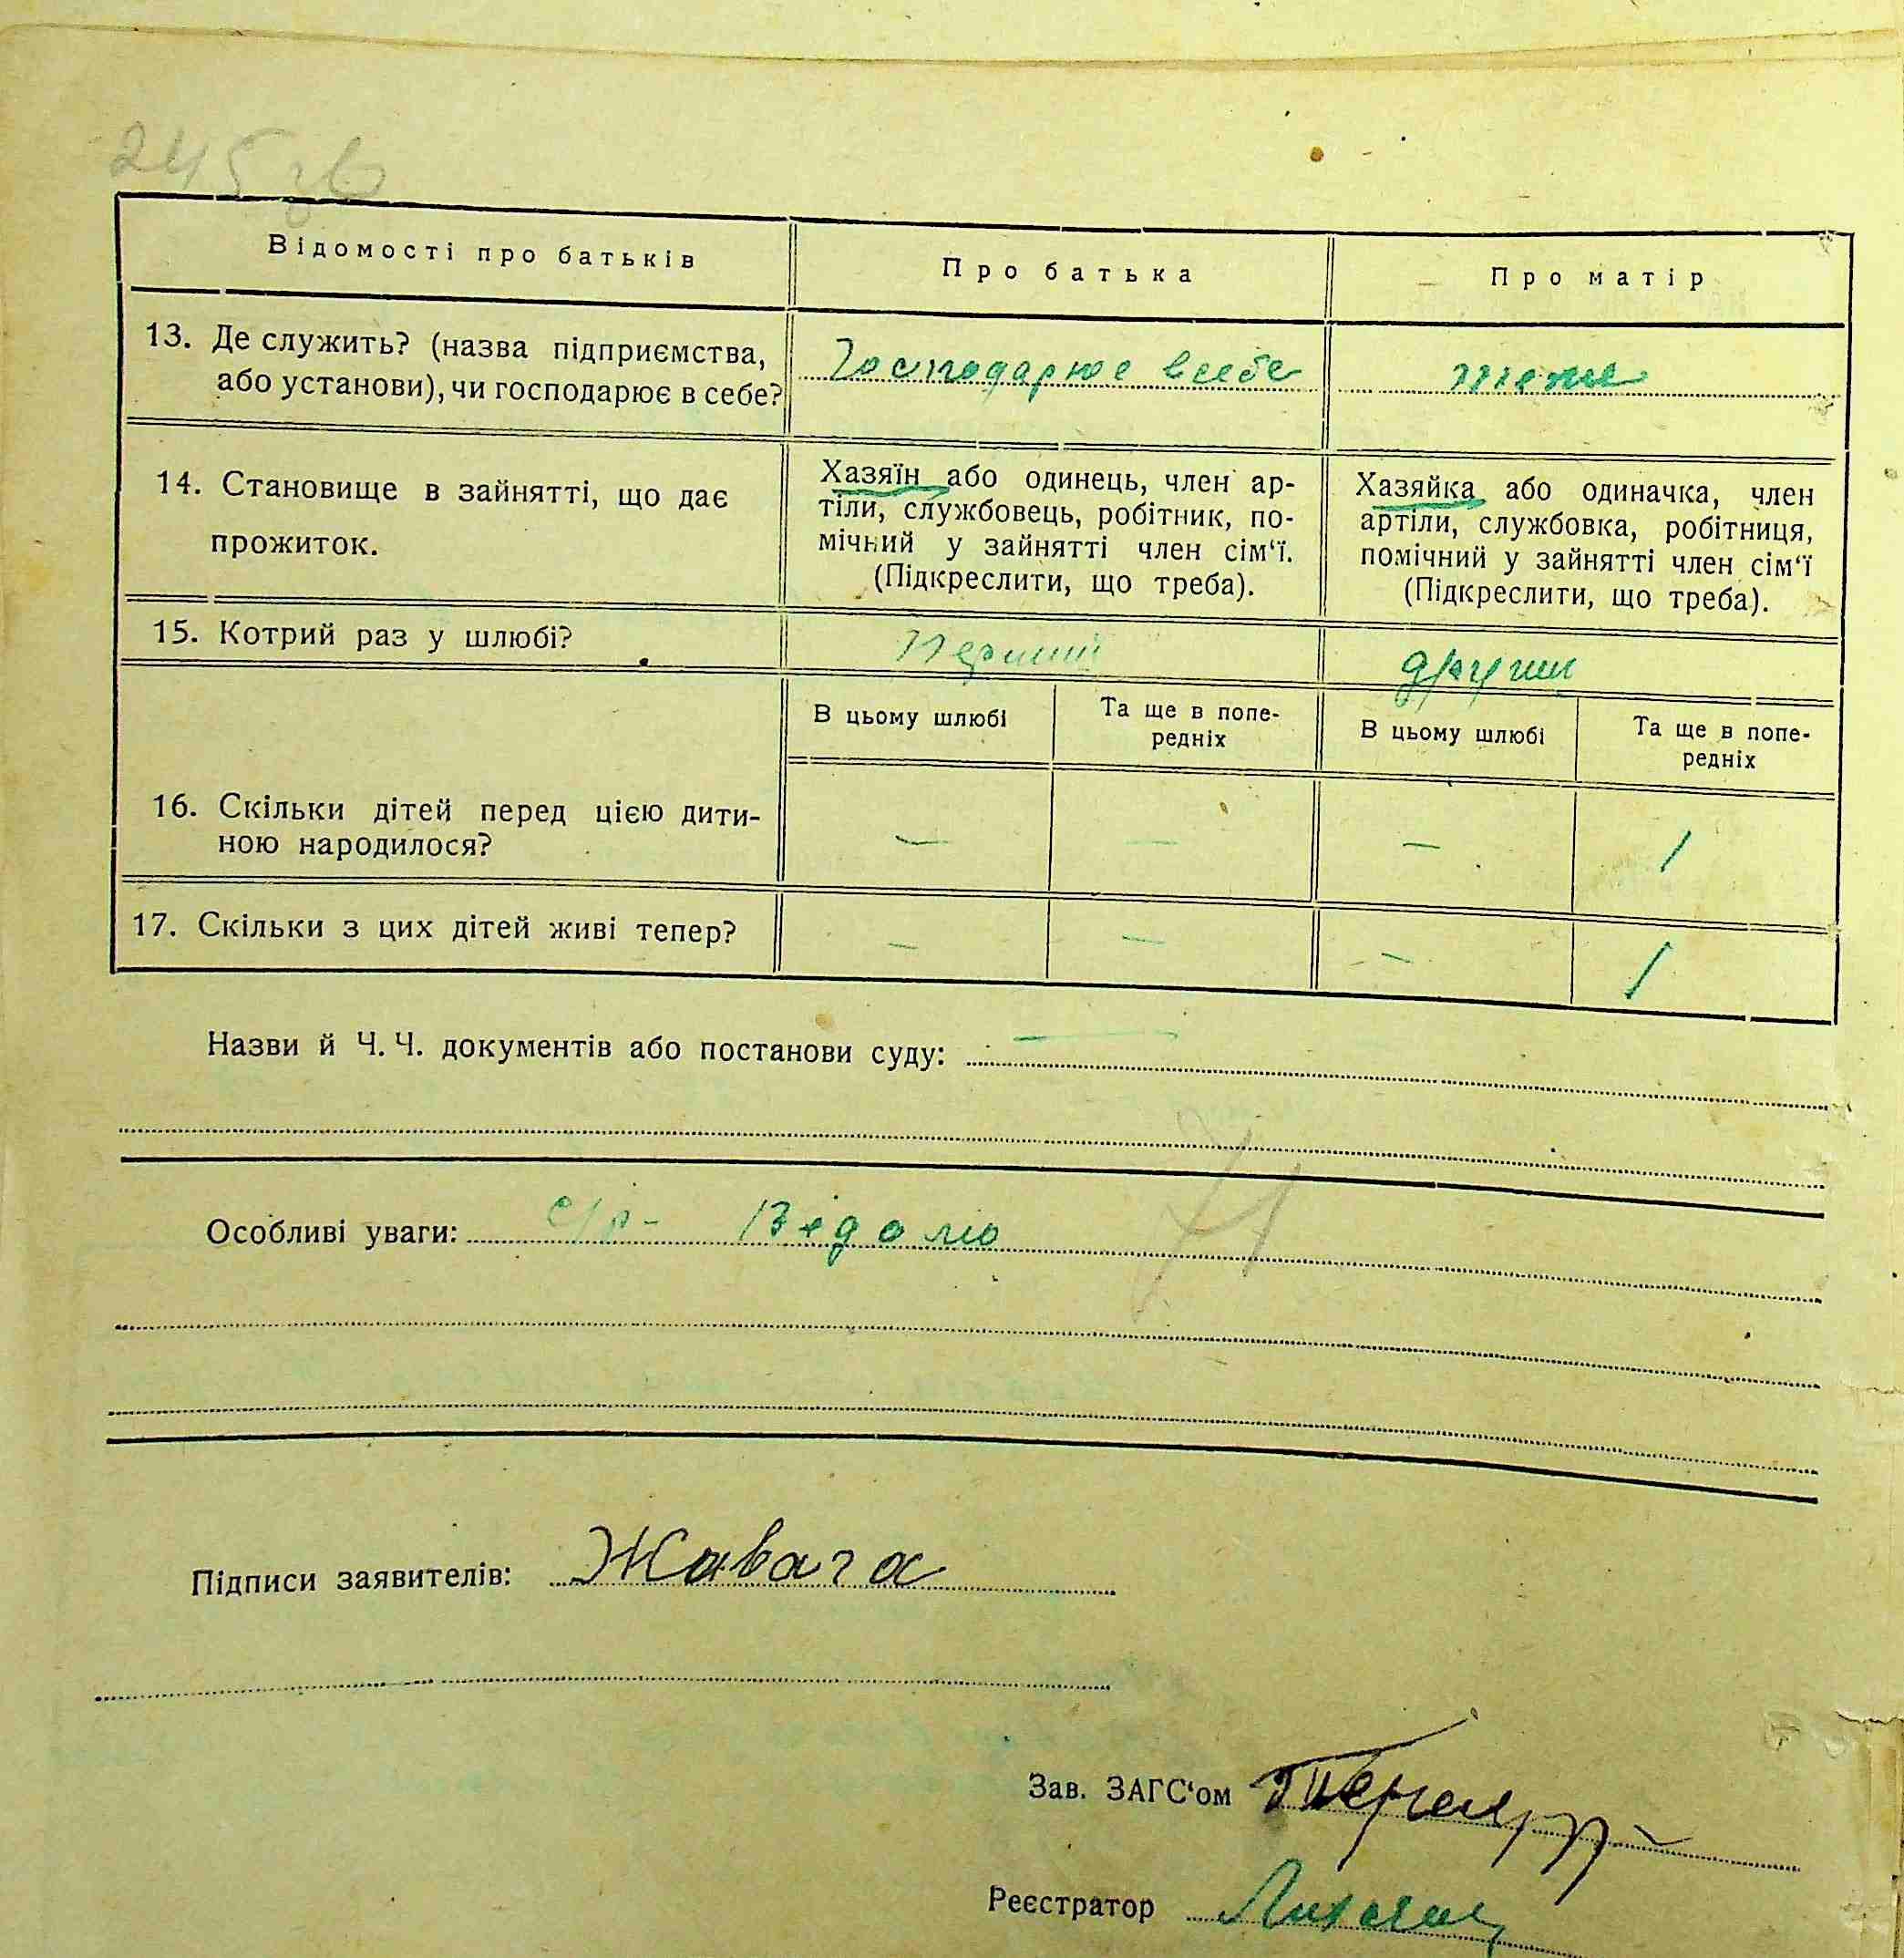 245 зв
Відомості про батьків
Про батька
Про матір
13. Де служить? (назва підприємства,
або установи), чи господарює в себе?
Господарює в себе
теж
14. Становище в зайнятті, що дає
прожиток.
Хазяїн або одинець, член ар-
тіли, службовець, робітник, по-
мічний у зайнятті член сім‘ї.
(Підкреслити, що треба).
Хазяйка або одиначка, член
артіли, службовка, робітниця,
помічний у зайнятті член сім‘ї
(Підкреслити, що треба).
15. Котрий раз у шлюбі?
Перший
другий
В цьому шлюбі
Та ще в попе-
редніх
В цьому шлюбі
Та ще в попе-
редніх
16. Скільки дітей перед цією дити-
ною народилося?
— — — 1
17. Скільки з цих дітей живі тепер?
— — — 1
Назви й Ч. Ч. документів або постанови суду: —
Особливі уваги: с/р -
Підписи заявителів: Жавага
Зав. ЗАГС‘ом
Реєстратор